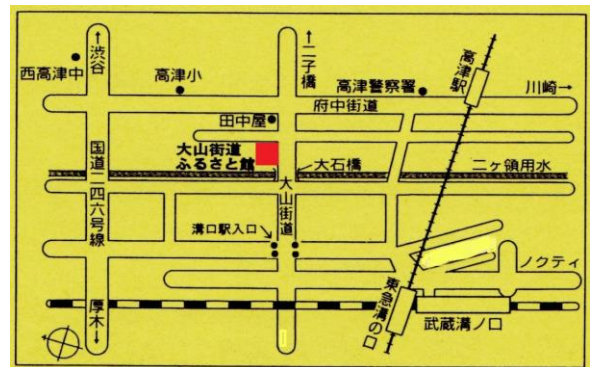 ←渋谷
←二子橋
西高津中
高津小
高津警察署
高津駅
川崎→
府中街道
田中屋
大山街道
ふるさと館
大石橋
二ヶ領用水
国道二四六号線
大山街道
溝口駅入口
ノクティ
東急溝の口
武蔵溝ノ口
厚木→